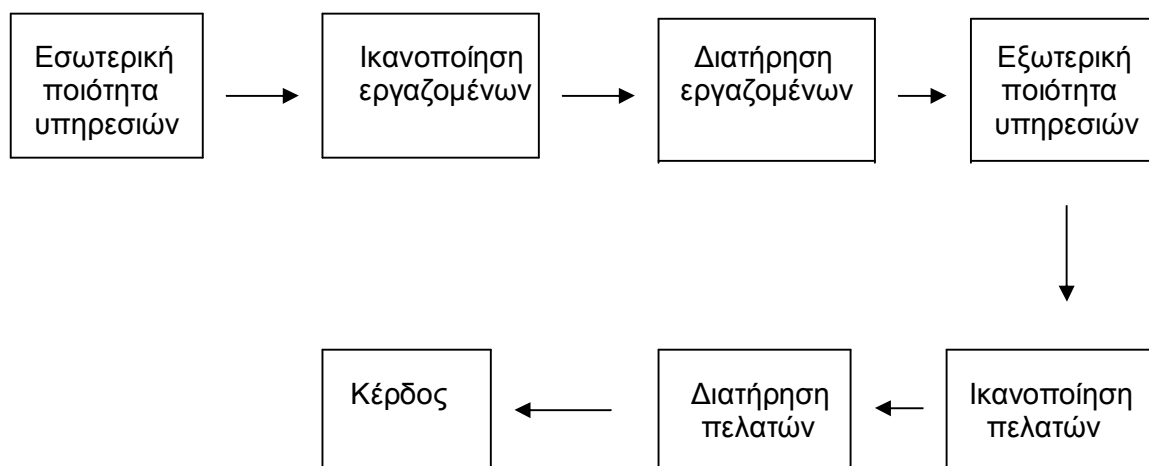 Εσωτερική
ποιότητα
υπηρεσιών
Ικανοποίηση
εργαζομένων
Διατήρηση
εργαζομένων
Εξωτερική
ποιότητα
υπηρεσιών
Κέρδος
Διατήρηση
πελατών
Ικανοποίηση
πελατών